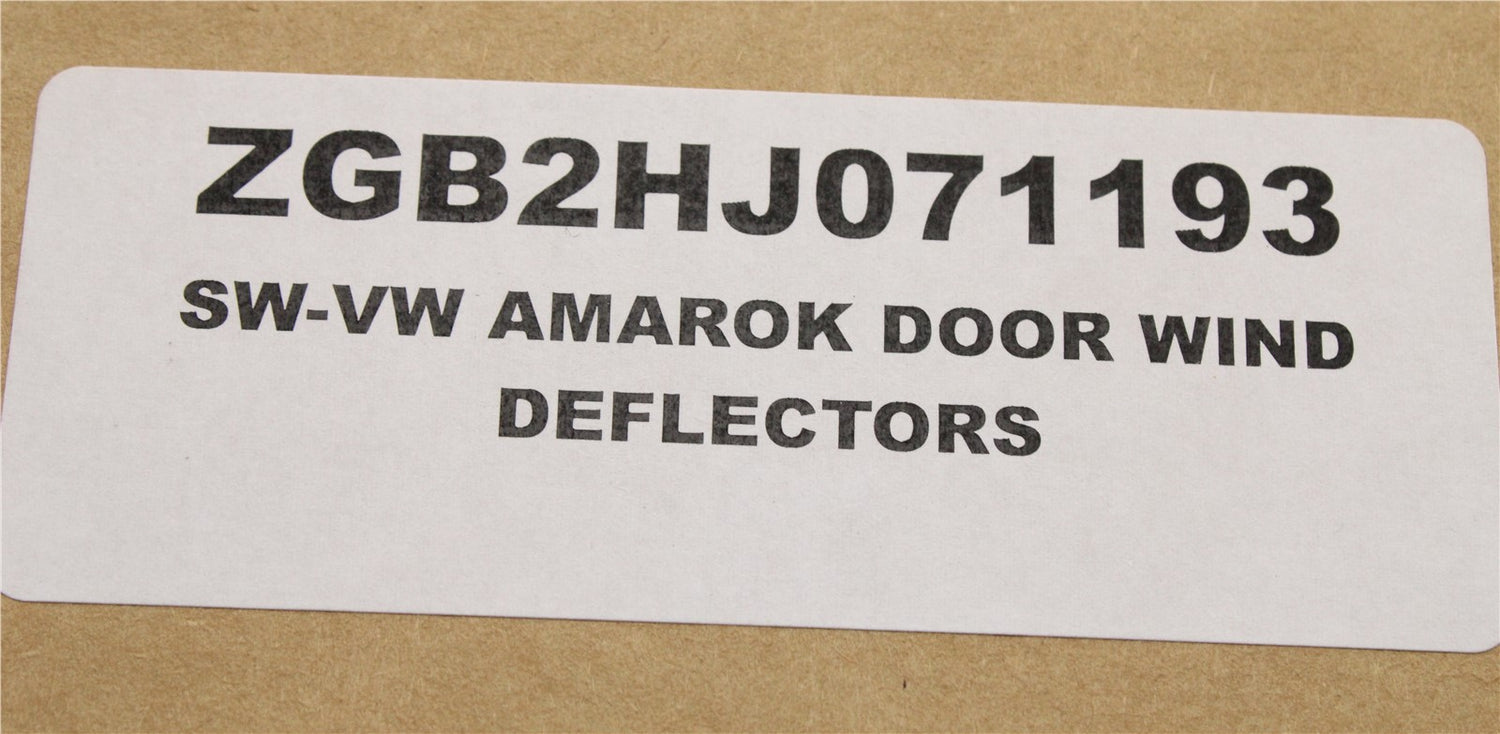 ZGB2HJ071193
SW-VW AMAROK DOOR WIND
DEFLECTORS